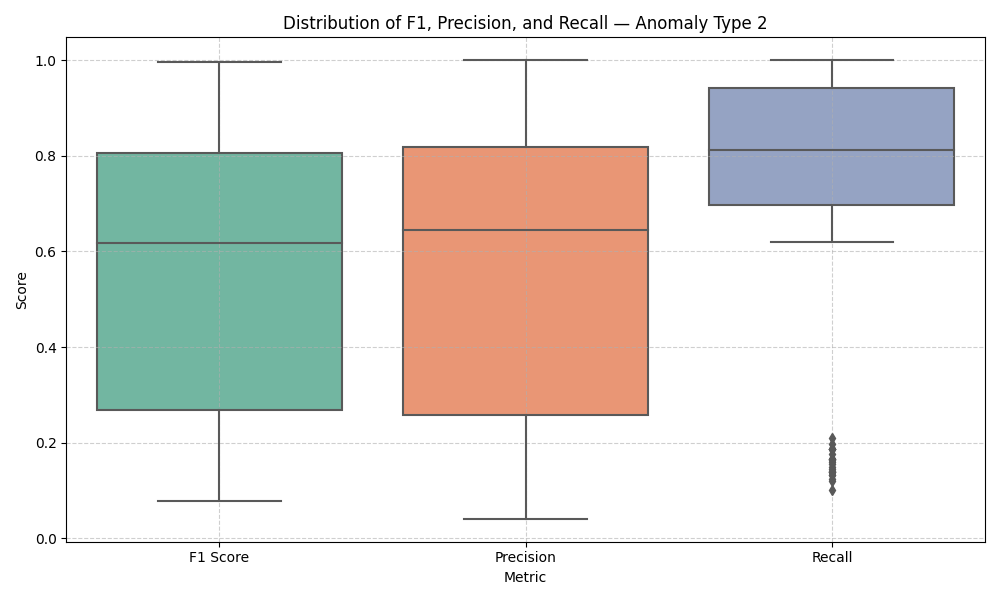 Distribution of F1, Precision, and Recall — Anomaly Type 2
1.0
0.8
0.6
0.4
0.2
0.0
Score
F1 Score
Precision
Recall
Metric